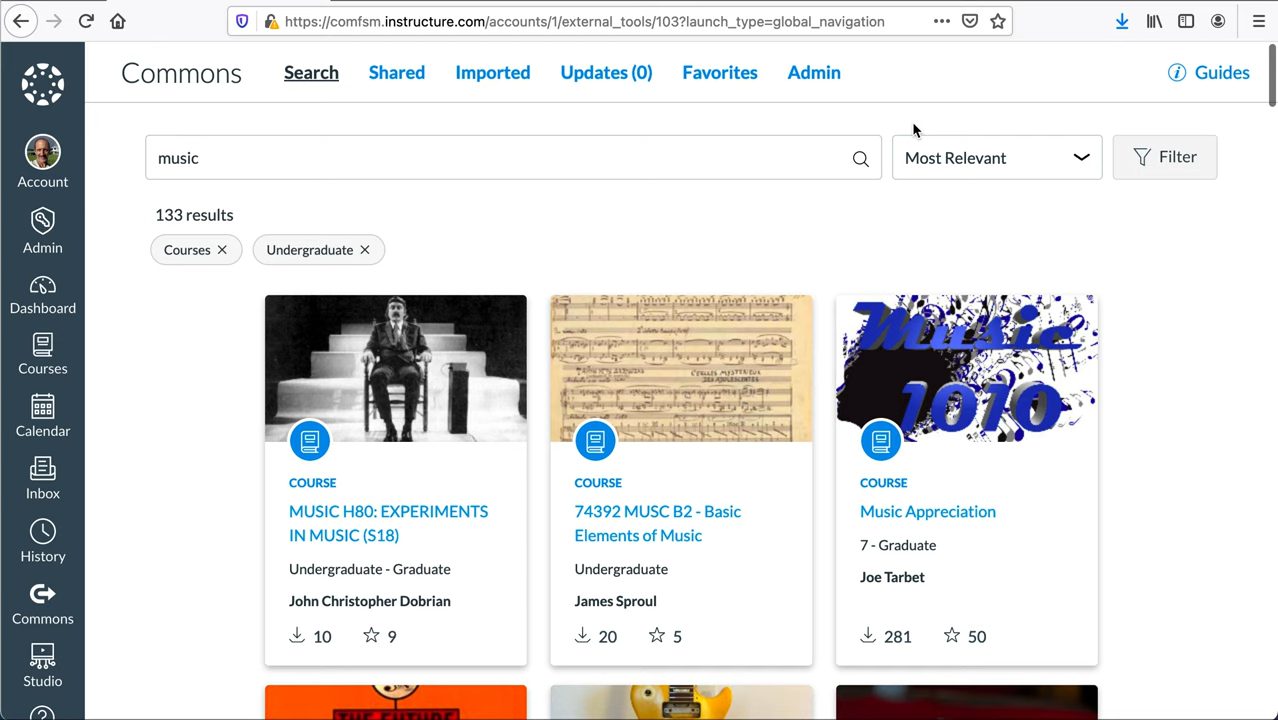 https://comfsm.instructure.com/accounts/1/external_tools/103?launch_type=global_navigation
Commons
Search
Shared
Imported
Updates (0)
Favorites
Admin
Guides
Account
Admin
Dashboard
Courses
Calendar
Inbox
History
Commons
Studio
music
Most Relevant
Filter
133 results
Courses
Undergraduate
COURSE
MUSIC H80: EXPERIMENTS
IN MUSIC (S18)
Undergraduate - Graduate
John Christopher Dobrian
10
9
COURSE
74392 MUSC B2 - Basic
Elements of Music
Undergraduate
James Sproul
20
5
Music
1010
COURSE
Music Appreciation
7 - Graduate
Joe Tarbet
281
50
THE FUTURE